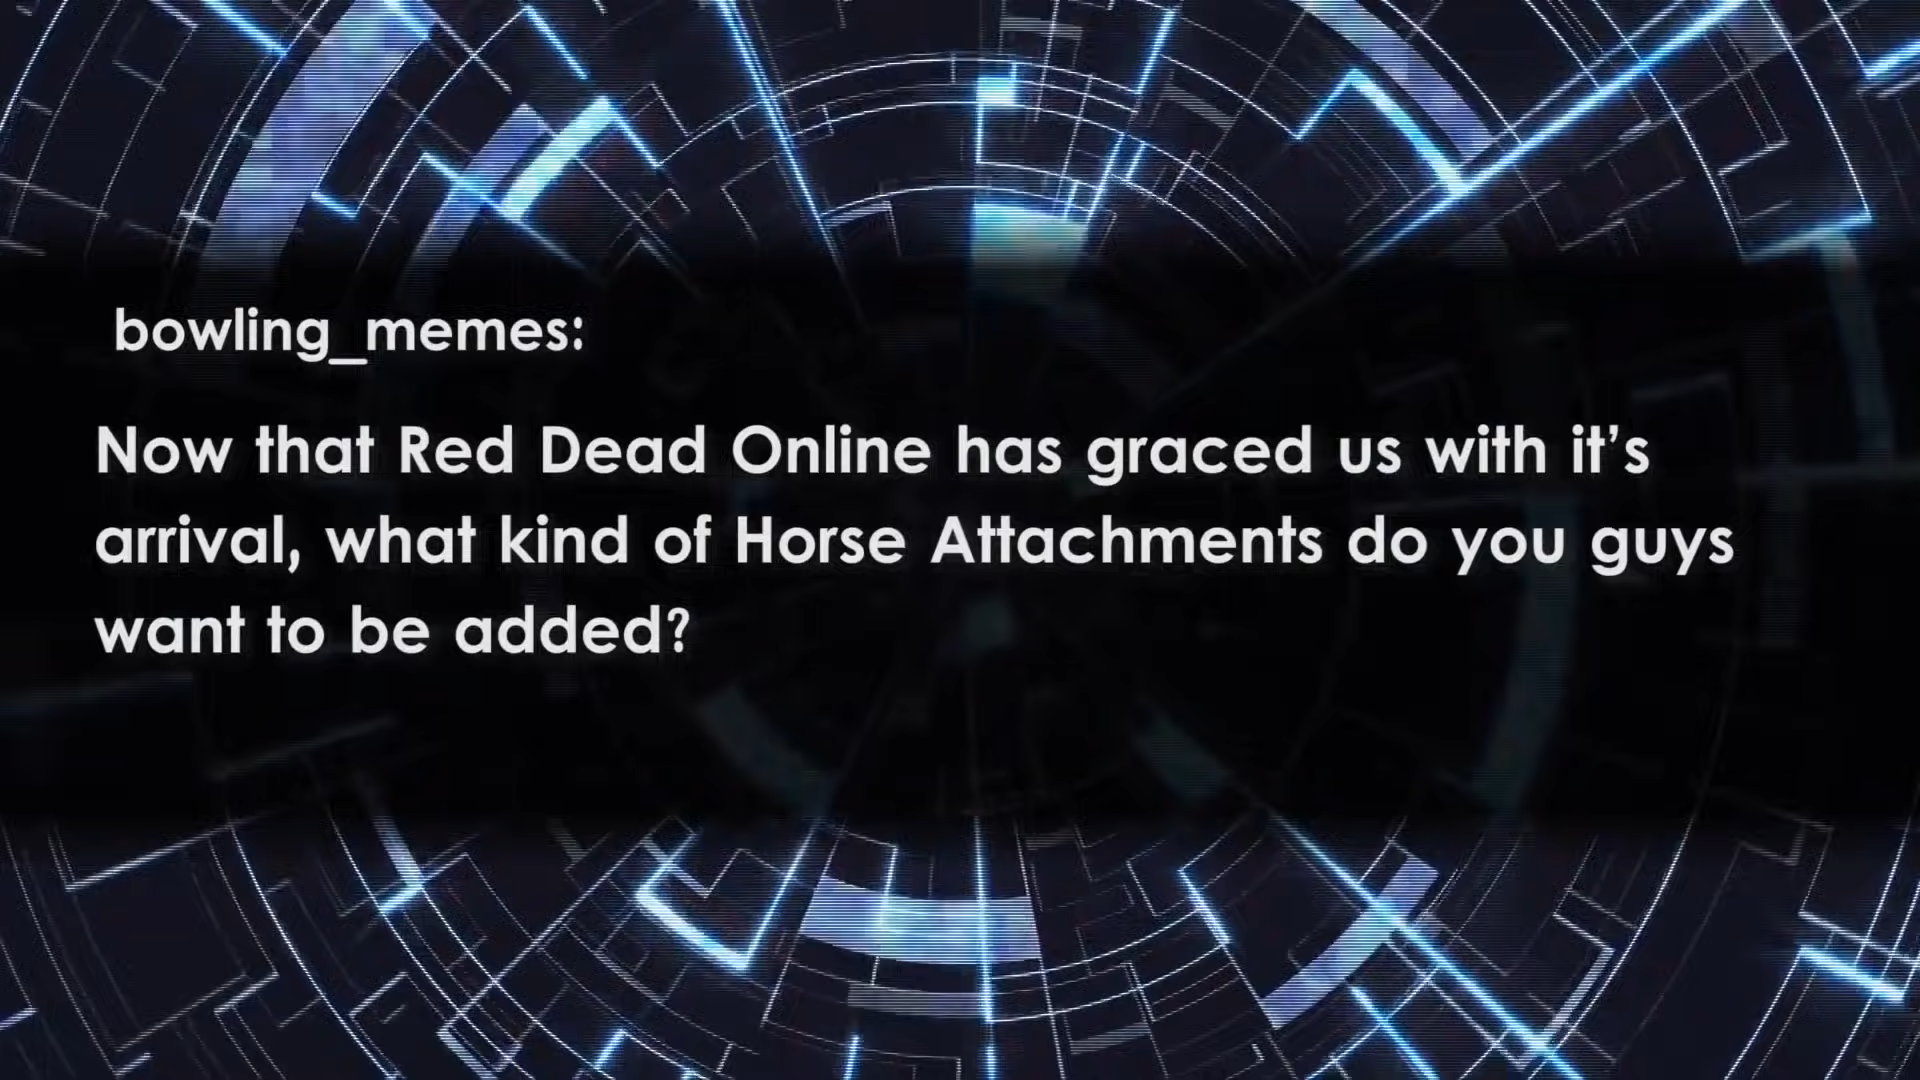 bowling_memes:
Now that Red Dead Online has graced us with it’s
arrival, what kind of Horse Attachments do you guys
want to be added?